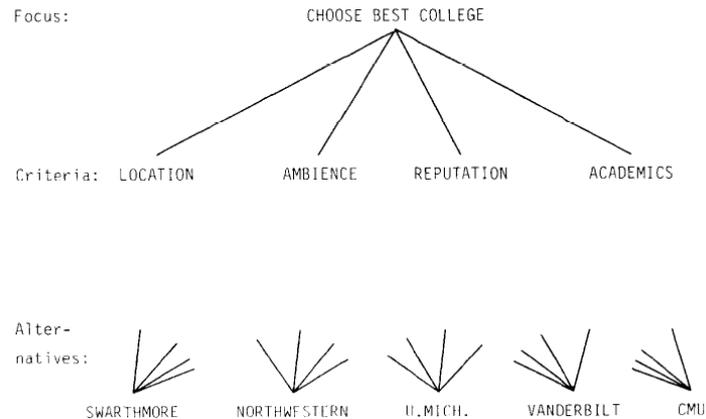 Focus: CHOOSE BEST COLLEGE
Criteria: LOCATION AMBIENCE REPUTATION ACADEMICS
Alter-
natives:
SWARTHMORE NORTHWESTERN U.MICH. VANDERBILT CMU